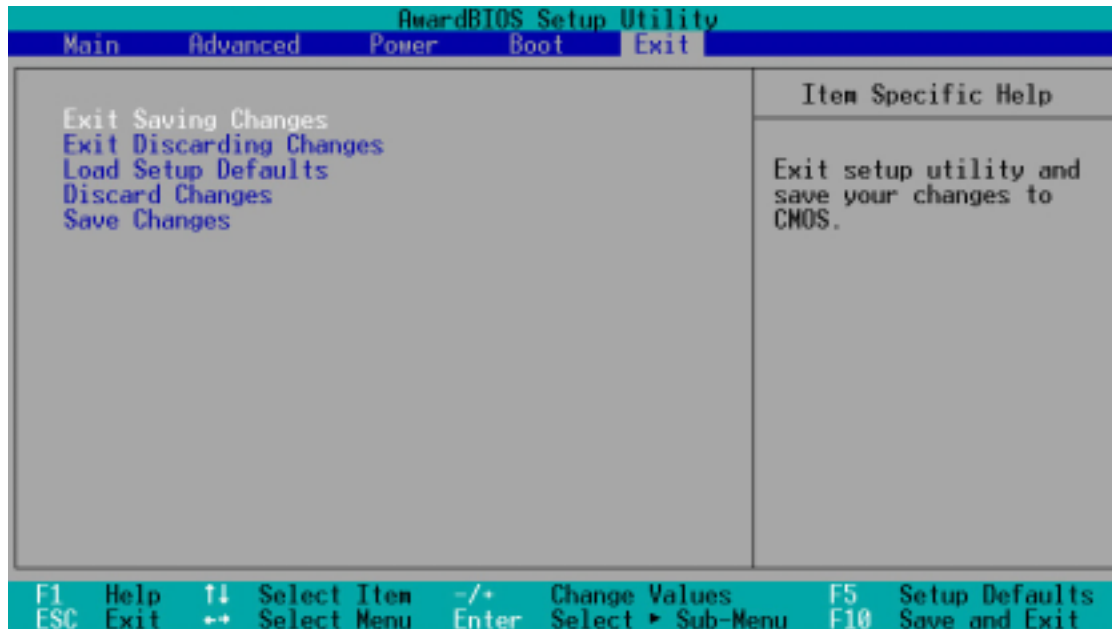 AwardBIOS Setup Utility
Main Advanced Power Boot Exit
Exit Saving Changes
Exit Discarding Changes
Load Setup Defaults
Discard Changes
Save Changes
Item Specific Help
Exit setup utility and
save your changes to
CMOS.
F1 Help ↑↓ Select Item -/+ Change Values F5 Setup Defaults
ESC Exit ←→ Select Menu Enter Select ► Sub-Menu F10 Save and Exit